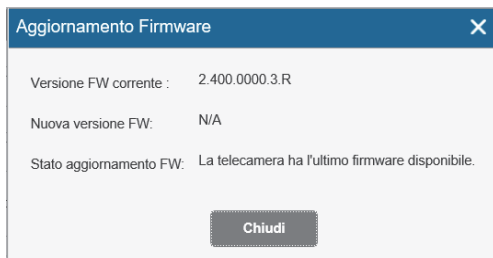 Aggiornamento Firmware
Versione FW corrente : 2.400.0000.3.R
Nuova versione FW: N/A
Stato aggiornamento FW: La telecamera ha l'ultimo firmware disponibile.
Chiudi